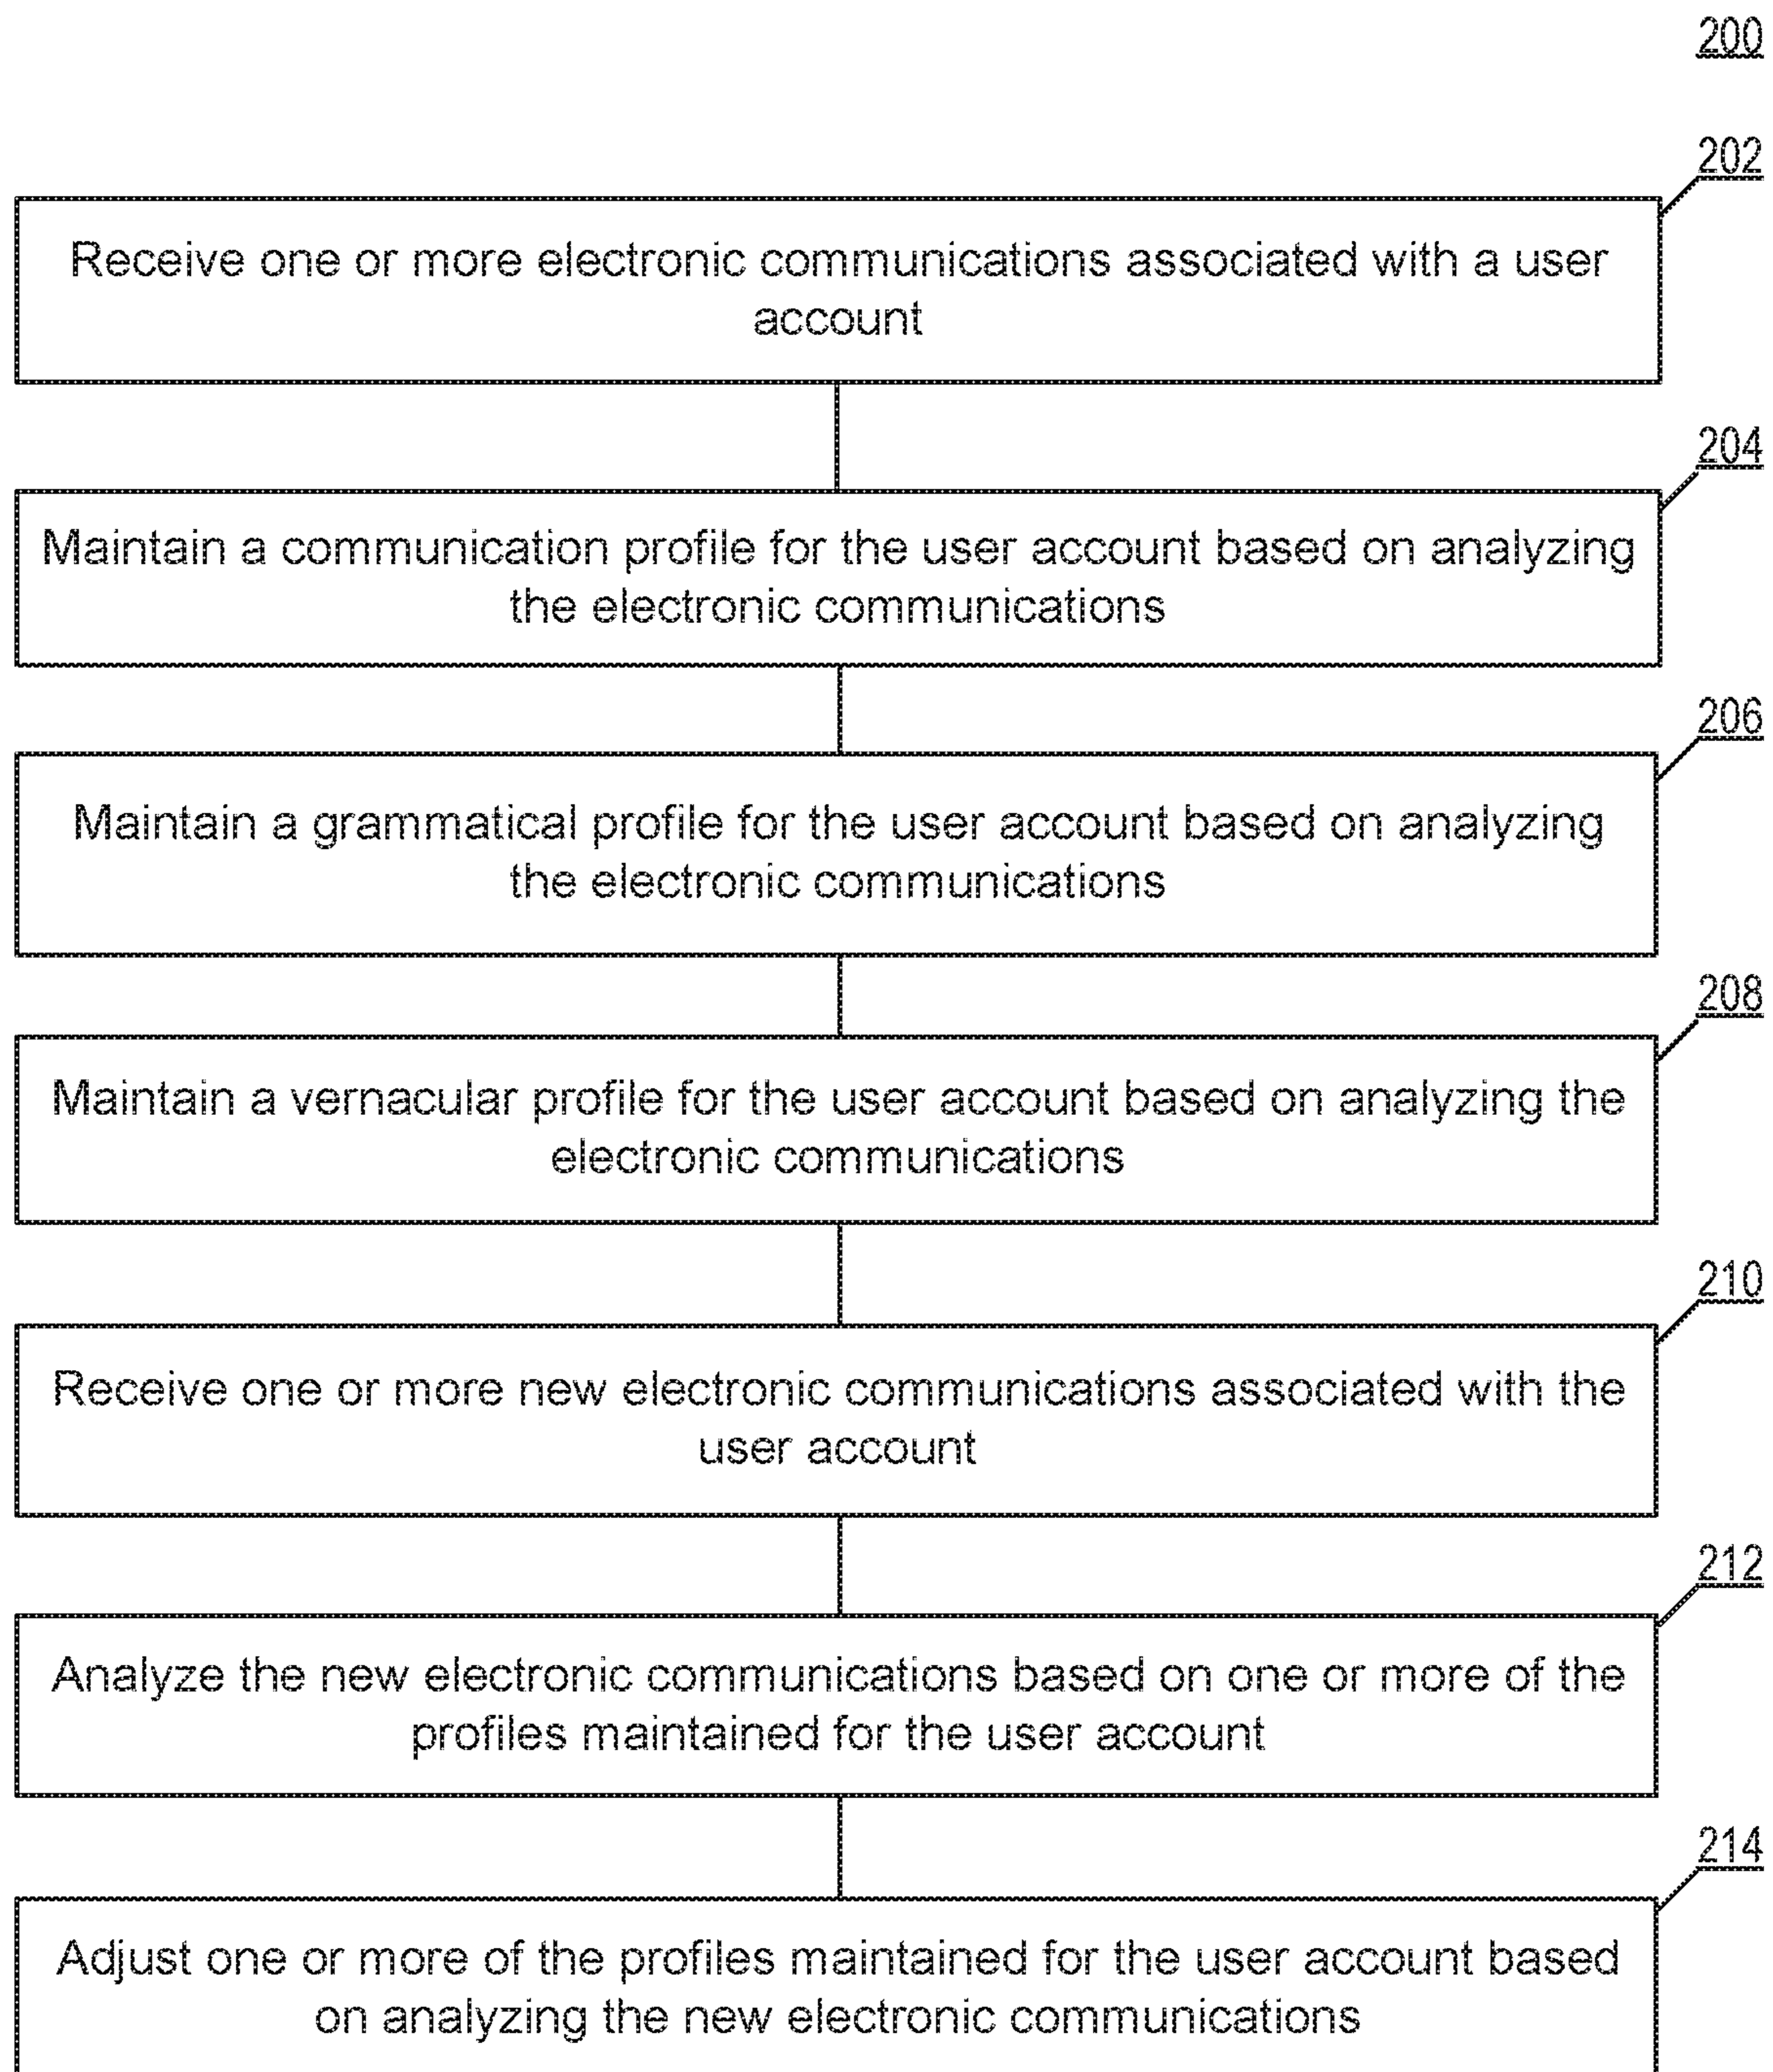 200
202
Receive one or more electronic communications associated with a user
account
204
Maintain a communication profile for the user account based on analyzing
the electronic communications
206
Maintain a grammatical profile for the user account based on analyzing
the electronic communications
208
Maintain a vernacular profile for the user account based on analyzing the
electronic communications
210
Receive one or more new electronic communications associated with the
user account
212
Analyze the new electronic communications based on one or more of the
profiles maintained for the user account
214
Adjust one or more of the profiles maintained for the user account based
on analyzing the new electronic communications